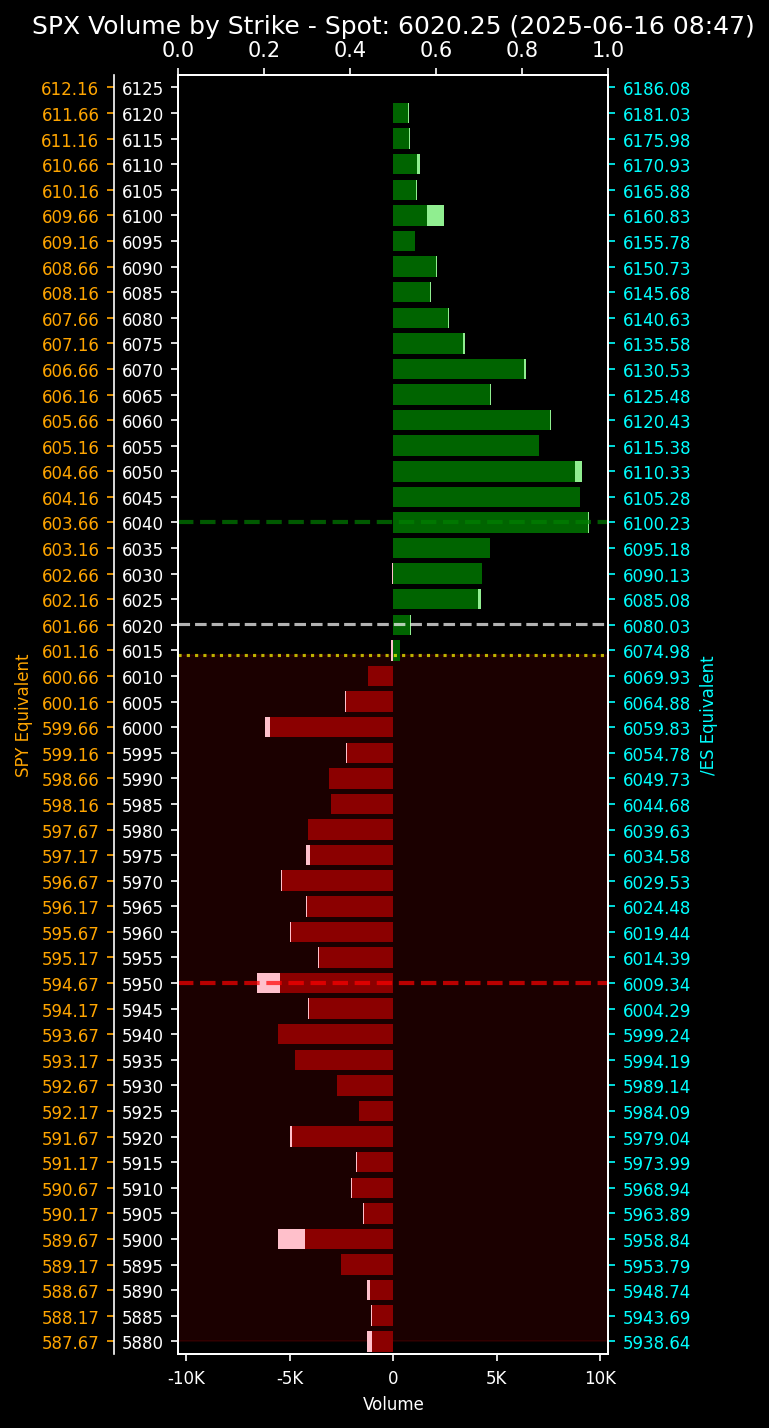 SPX Volume by Strike - Spot: 6020.25 (2025-06-16 08:47)
0.0 0.2 0.4 0.6 0.8 1.0
612.16 6125 6186.08
611.66 6120 6181.03
611.16 6115 6175.98
610.66 6110 6170.93
610.16 6105 6165.88
609.66 6100 6160.83
609.16 6095 6155.78
608.66 6090 6150.73
608.16 6085 6145.68
607.66 6080 6140.63
607.16 6075 6135.58
606.66 6070 6130.53
606.16 6065 6125.48
605.66 6060 6120.43
605.16 6055 6115.38
604.66 6050 6110.33
604.16 6045 6105.28
603.66 6040 6100.23
603.16 6035 6095.18
602.66 6030 6090.13
602.16 6025 6085.08
601.66 6020 6080.03
601.16 6015 6074.98
600.66 6010 6069.93
600.16 6005 6064.88
599.66 6000 6059.83
599.16 5995 6054.78
598.66 5990 6049.73
598.16 5985 6044.68
597.67 5980 6039.63
597.17 5975 6034.58
596.67 5970 6029.53
596.17 5965 6024.48
595.67 5960 6019.44
595.17 5955 6014.39
594.67 5950 6009.34
594.17 5945 6004.29
593.67 5940 5999.24
593.17 5935 5994.19
592.67 5930 5989.14
592.17 5925 5984.09
591.67 5920 5979.04
591.17 5915 5973.99
590.67 5910 5968.94
590.17 5905 5963.89
589.67 5900 5958.84
589.17 5895 5953.79
588.67 5890 5948.74
588.17 5885 5943.69
587.67 5880 5938.64
SPY Equivalent
/ES Equivalent
-10K -5K 0 5K 10K
Volume